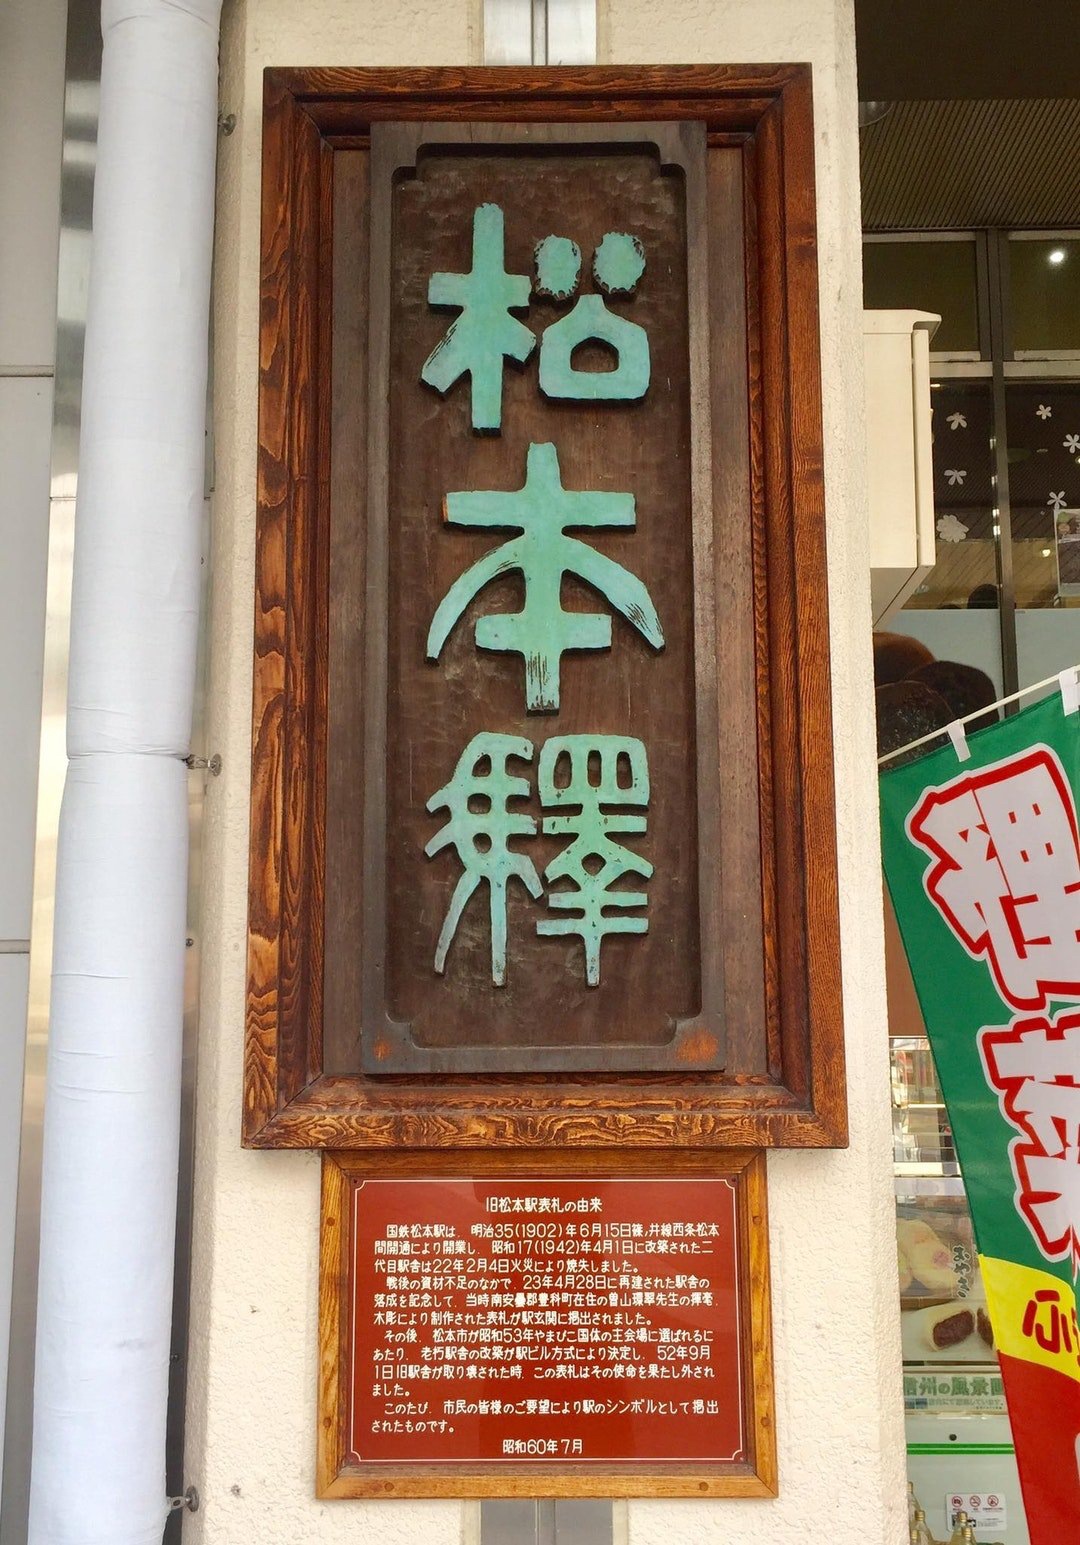 松本驛
旧松本駅表札の由来
国鉄松本駅は、明治35(1902)年6月15日篠ノ井線西条松本
間開通により開業し、昭和17(1942)年4月1日に改築された二
代目駅舎は22年2月4日火災により焼失しました。
戦後の資材不足のなかで、23年4月28日に再建された駅舎の
落成を記念して、当時南安曇郡豊科町在住の曽山環翠先生の揮毫、
木彫により制作された表札が駅玄関に掲出されました。
その後、松本市が昭和53年やまびこ国体の主会場に選ばれるに
あたり、老朽駅舎の改築が駅ビル方式により決定し、52年9月
1日旧駅舎が取り壊された時、この表札はその使命を果たし外され
ました。
このたび、市民の皆様のご要望により駅のシンボルとして掲出
されたものです。
昭和60年7月
信州の風景画